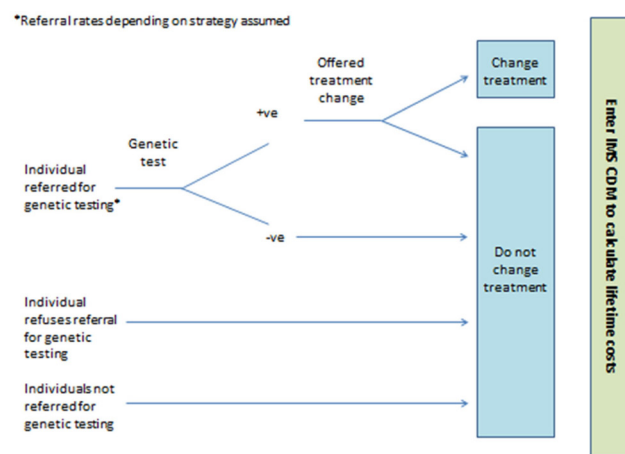 *Referral rates depending on strategy assumed
Offered
treatment
change
Change
treatment
+ve
Genetic
test
Individual
referred for
genetic testing*
-ve
Do not
change
treatment
Individual
refuses referral
for genetic
testing
Individuals not
referred for
genetic testing
Enter IMS CDM to calculate lifetime
costs